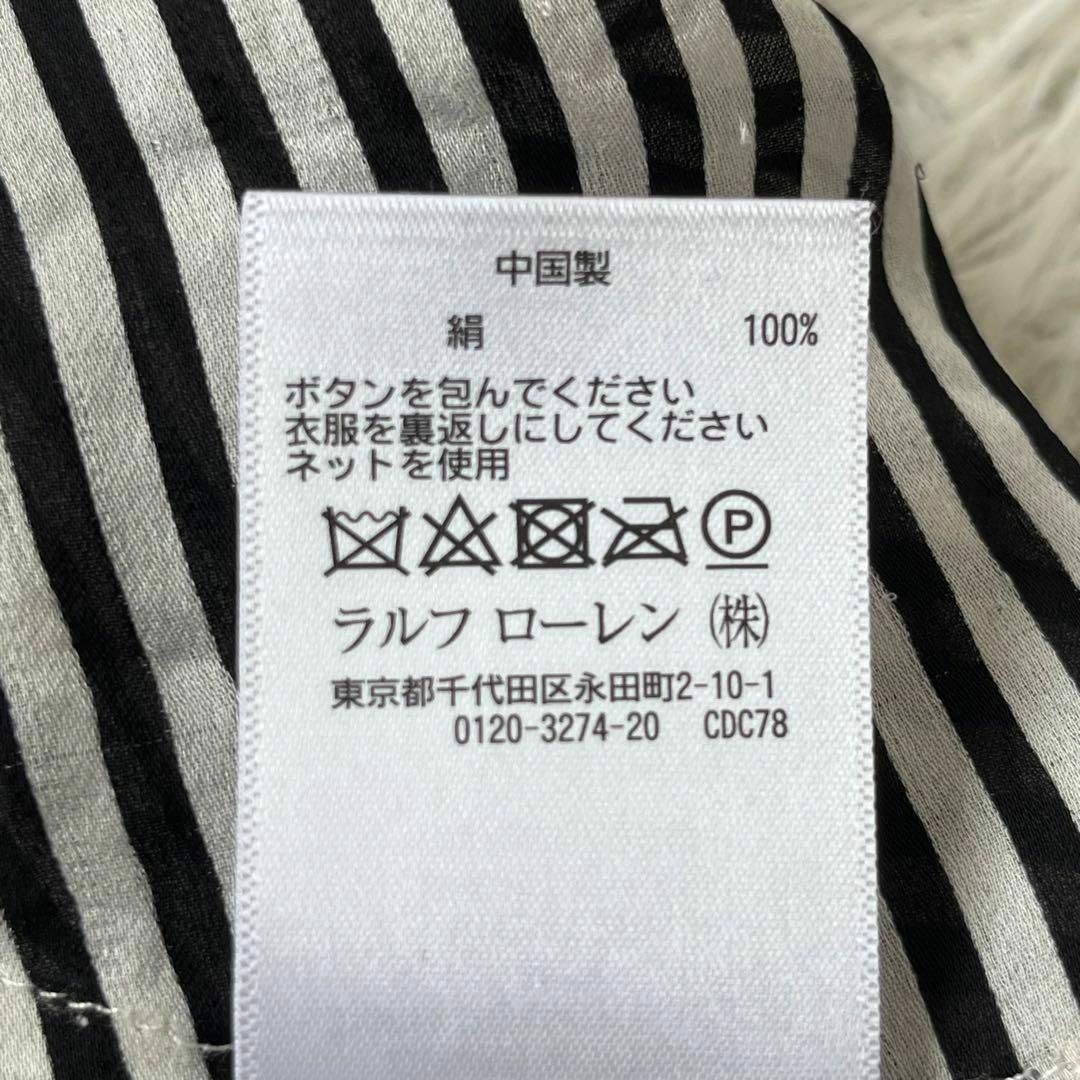 中国製
絹 100%
ボタンを包んでください
衣服を裏返しにしてください
ネットを使用
P
ラルフ ローレン ㈱
東京都千代田区永田町2-10-1
0120-3274-20 CDC78